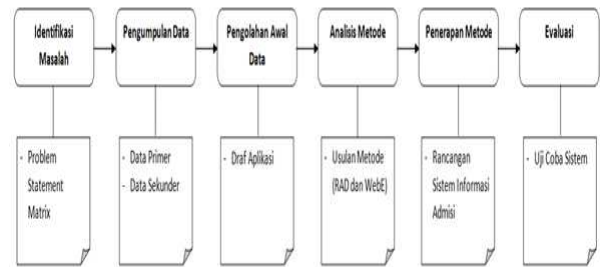 Identifikasi
Masalah
Pengumpulan Data
Pengolahan Awal
Data
Analisis Metode
Penerapan Metode
Evaluasi
- Problem
Statement
Matrix
- Data Primer
- Data Sekunder
- Draf Aplikasi
- Usulan Metode
(RAD dan WebE)
- Rancangan
Sistem Informasi
Admisi
- Uji Coba Sistem